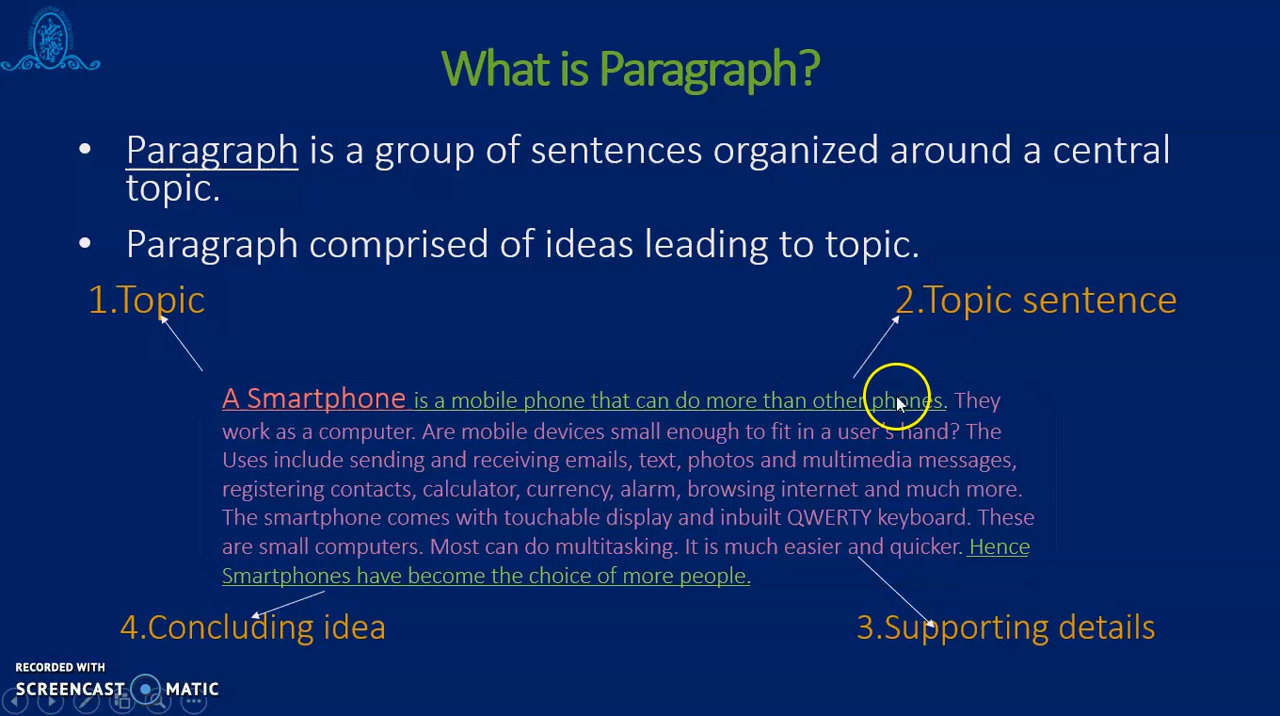 What is Paragraph?
• Paragraph is a group of sentences organized around a central
topic.
• Paragraph comprised of ideas leading to topic.
1.Topic
2.Topic sentence
A Smartphone is a mobile phone that can do more than other phones. They
work as a computer. Are mobile devices small enough to fit in a user's hand? The
Uses include sending and receiving emails, text, photos and multimedia messages,
registering contacts, calculator, currency, alarm, browsing internet and much more.
The smartphone comes with touchable display and inbuilt QWERTY keyboard. These
are small computers. Most can do multitasking. It is much easier and quicker. Hence
Smartphones have become the choice of more people.
4.Concluding idea
3.Supporting details
RECORDED WITH
SCREENCAST MATIC